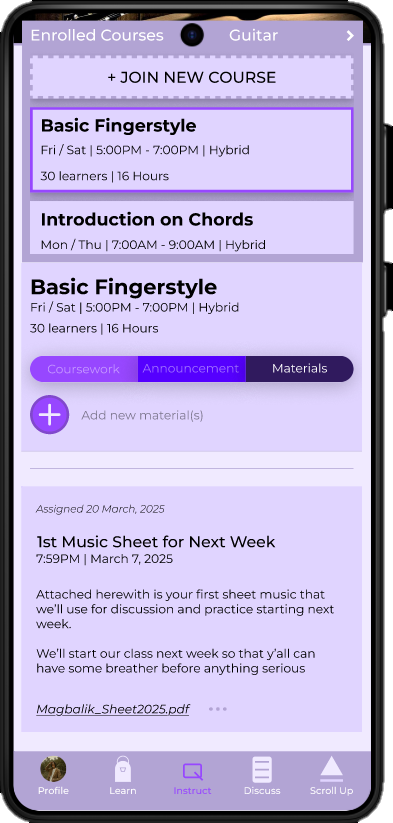 Enrolled Courses
Guitar
+ JOIN NEW COURSE
Basic Fingerstyle
Fri / Sat | 5:00PM - 7:00PM | Hybrid
30 learners | 16 Hours
Introduction on Chords
Mon / Thu | 7:00AM - 9:00AM | Hybrid
Basic Fingerstyle
Fri / Sat | 5:00PM - 7:00PM | Hybrid
30 learners | 16 Hours
Coursework
Announcement
Materials
Add new material(s)
Assigned 20 March, 2025
1st Music Sheet for Next Week
7:59PM | March 7, 2025
Attached herewith is your first sheet music that
we'll use for discussion and practice starting next
week.
We'll start our class next week so that y'all can
have some breather before anything serious
Magbalik_Sheet2025.pdf
Profile
Learn
Instruct
Discuss
Scroll Up